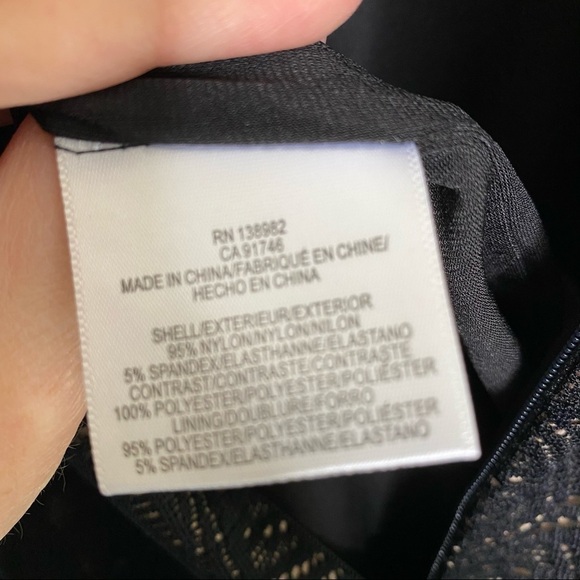 RN 138982
CA 91746
MADE IN CHINA/FABRIQUÉ EN CHINE/
HECHO EN CHINA
SHELL/EXTERIEUR/EXTERIOR
95% NYLON/NYLON/NILON
5% SPANDEX/ELASTHANNE/ELASTANO
CONTRAST/CONTRASTE/CONTRASTE
100% POLYESTER/POLYESTER/POLIÉSTER
LINING/DOUBLURE/FORRO
95% POLYESTER/POLYESTER/POLIÉSTER
5% SPANDEX/ELASTHANNE/ELASTANO